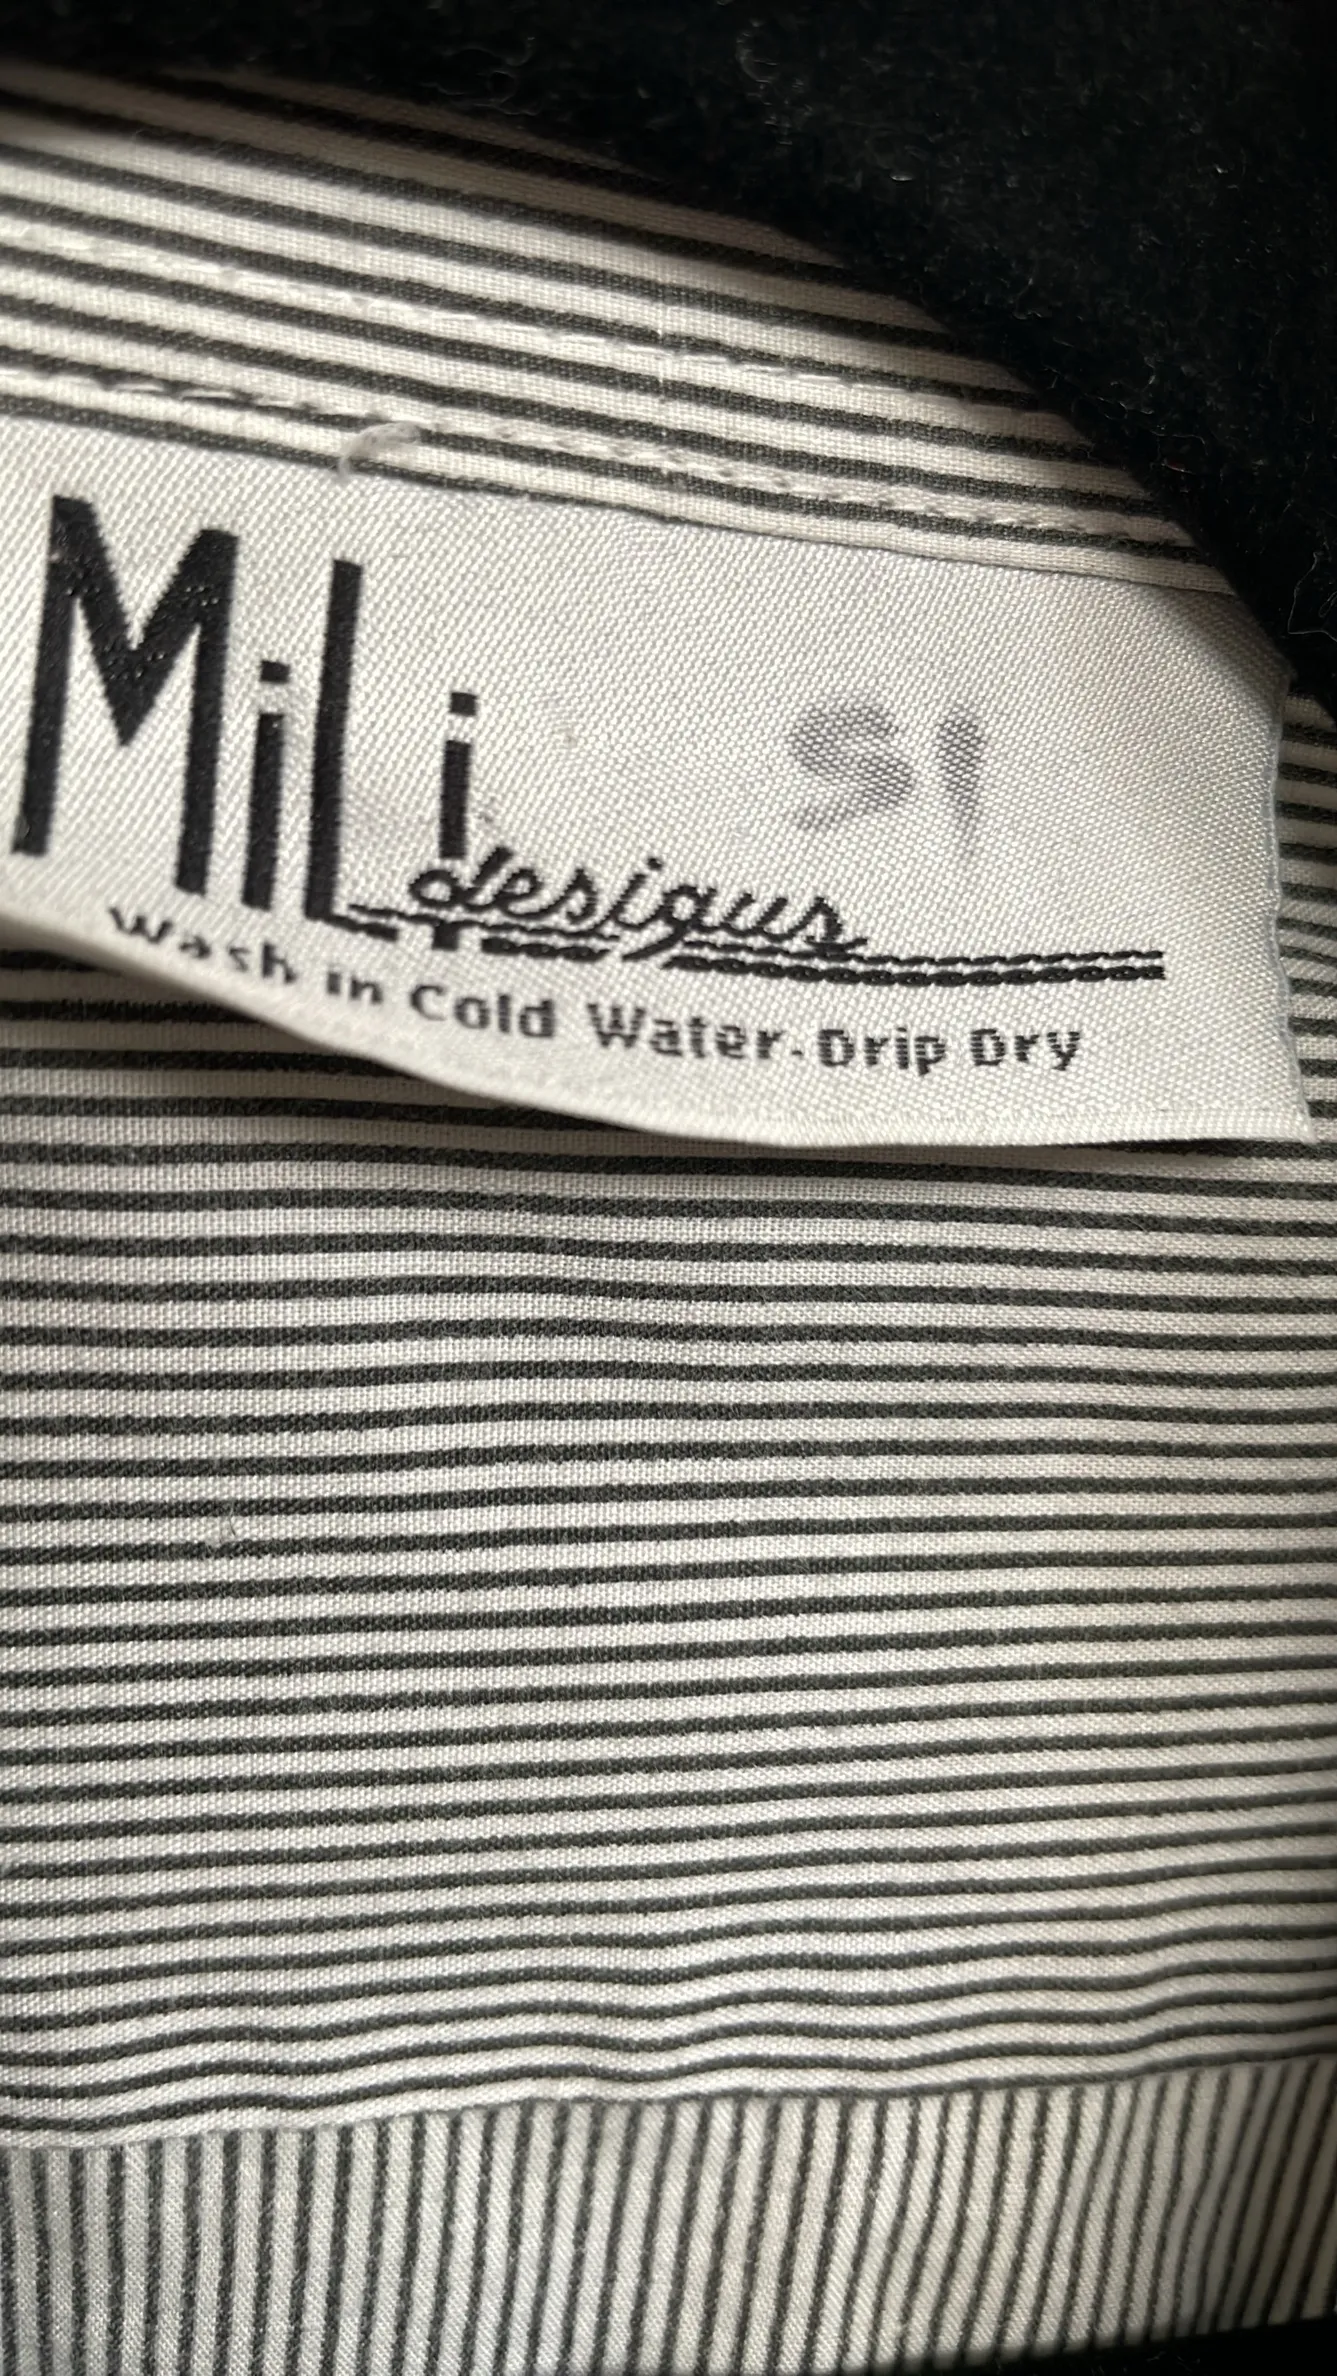 MiLi
designs
Wash in Cold Water. Drip Dry